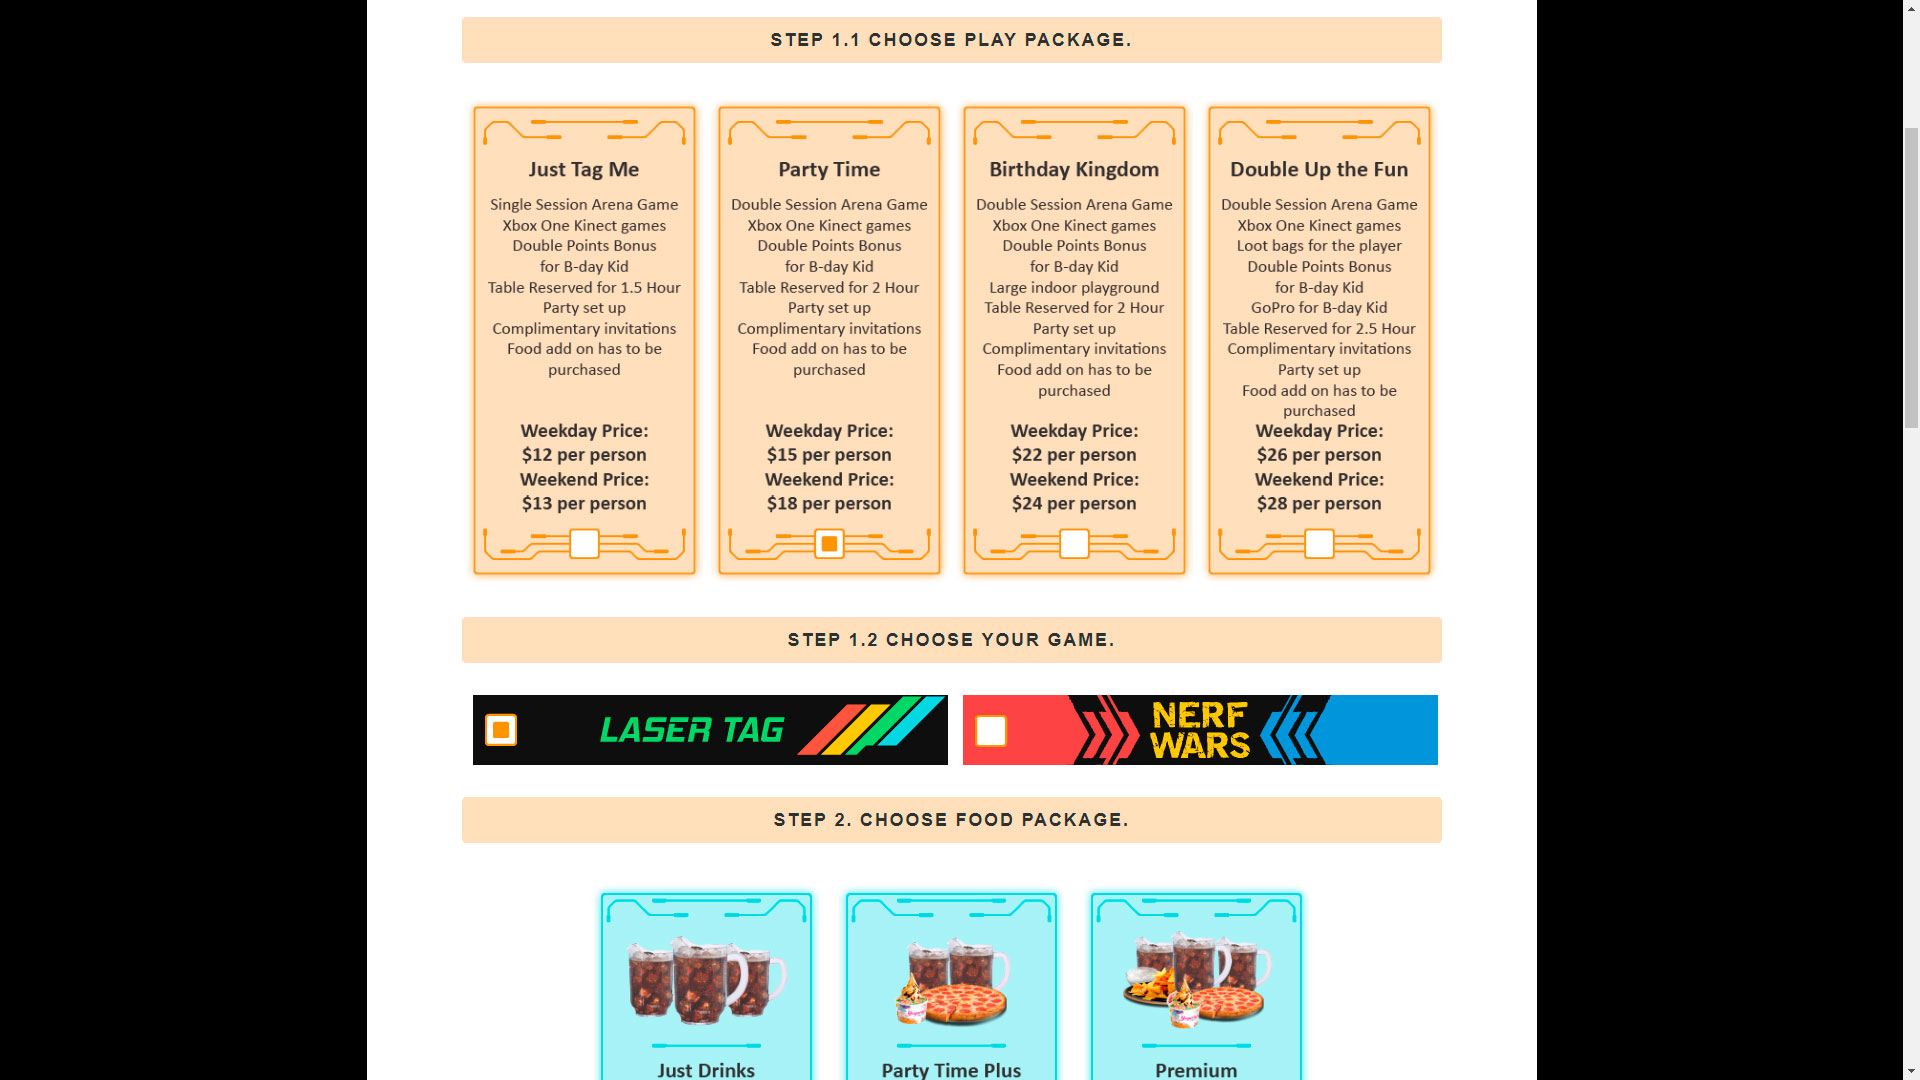 STEP 1.1 CHOOSE PLAY PACKAGE.
Just Tag Me
Single Session Arena Game
Xbox One Kinect games
Double Points Bonus
for B-day Kid
Table Reserved for 1.5 Hour
Party set up
Complimentary invitations
Food add on has to be
purchased
Weekday Price:
$12 per person
Weekend Price:
$13 per person
Party Time
Double Session Arena Game
Xbox One Kinect games
Double Points Bonus
for B-day Kid
Table Reserved for 2 Hour
Party set up
Complimentary invitations
Food add on has to be
purchased
Weekday Price:
$15 per person
Weekend Price:
$18 per person
Birthday Kingdom
Double Session Arena Game
Xbox One Kinect games
Double Points Bonus
for B-day Kid
Large indoor playground
Table Reserved for 2 Hour
Party set up
Complimentary invitations
Food add on has to be
purchased
Weekday Price:
$22 per person
Weekend Price:
$24 per person
Double Up the Fun
Double Session Arena Game
Xbox One Kinect games
Loot bags for the player
Double Points Bonus
for B-day Kid
GoPro for B-day Kid
Table Reserved for 2.5 Hour
Complimentary invitations
Party set up
Food add on has to be
purchased
Weekday Price:
$26 per person
Weekend Price:
$28 per person
STEP 1.2 CHOOSE YOUR GAME.
LASER TAG
NERF
WARS
STEP 2. CHOOSE FOOD PACKAGE.
Just Drinks
Party Time Plus
Premium